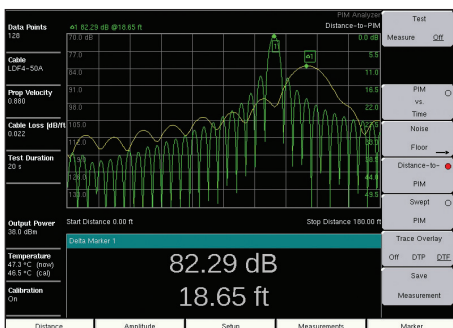 PIM Analyzer
Data Points
128
Δ1 82.29 dB @18.65 ft
Distance-to-PIM
70.0 dB
0.0 dB
77.0
5.5
84.0
11.0
91.0
16.5
98.0
22.0
105.0
112.0
126.0
133.0
1
Δ1
Cable
LDF4-50A
Prop Velocity
0.880
Cable Loss [dB/ft
0.022
Test Duration
20 s
Output Power
38.0 dBm
Temperature
47.3 °C (now)
46.5 °C (cal)
Calibration
On
Start Distance 0.00 ft
Stop Distance 180.00 ft
Delta Marker 1
82.29 dB
18.65 ft
Test
Measure Off
PIM
vs.
Time
Noise
Floor
Distance-to-
PIM
Swept
PIM
Trace Overlay
Off DTP DTF
Save
Measurement
Distance
Amplitude
Setup
Measurements
Marker